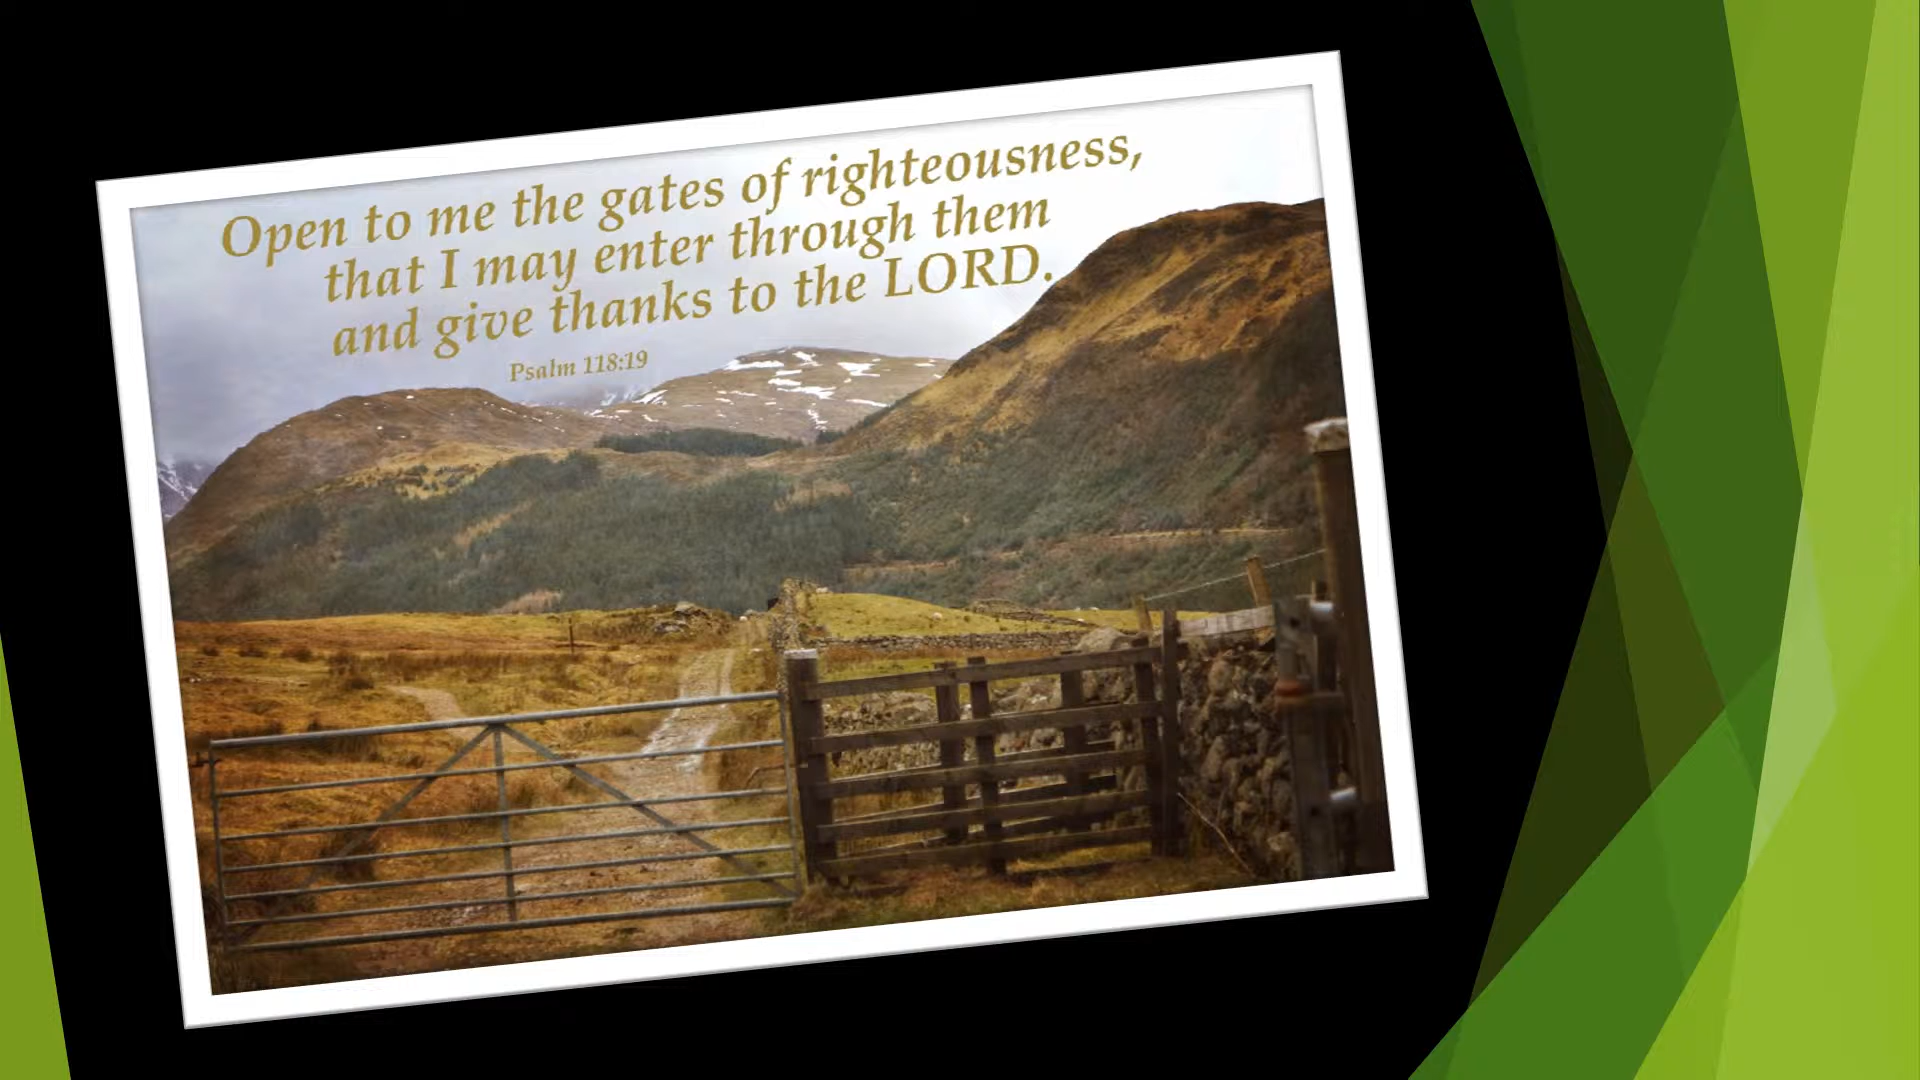 Open to me the gates of righteousness,
that I may enter through them
and give thanks to the LORD.
Psalm 118:19